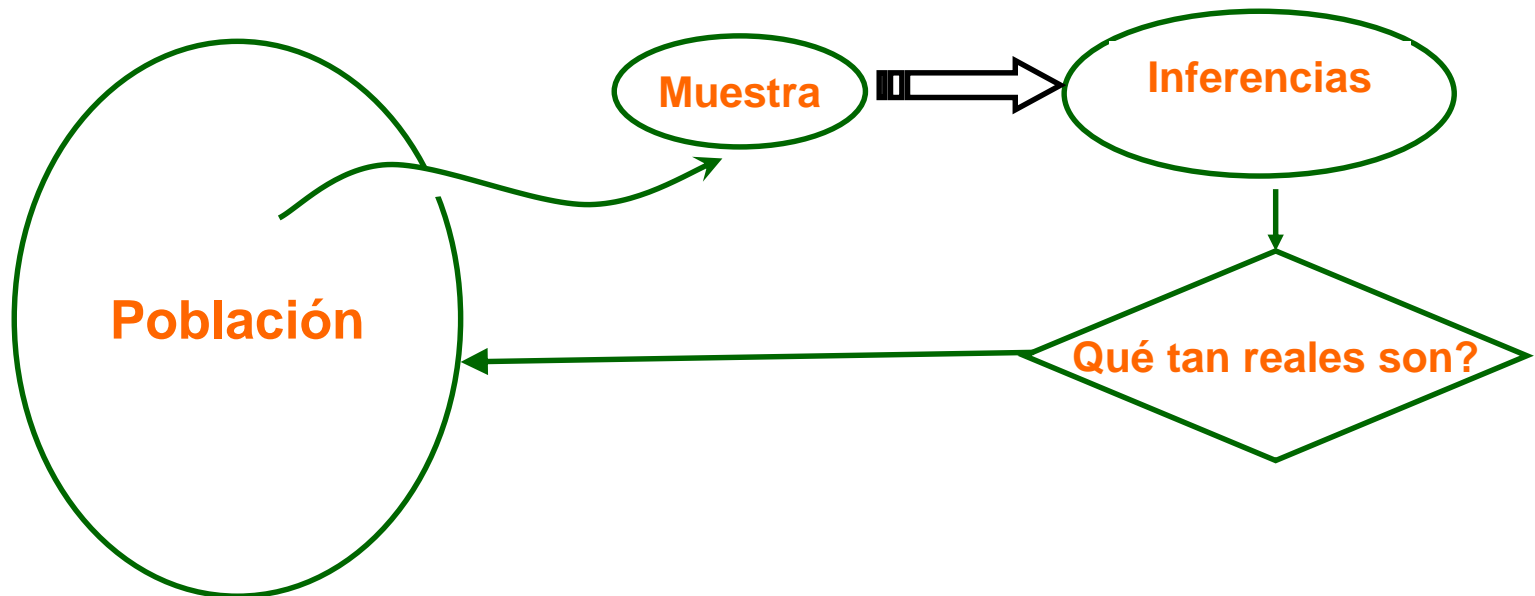 Muestra
Inferencias
Población
Qué tan reales son?